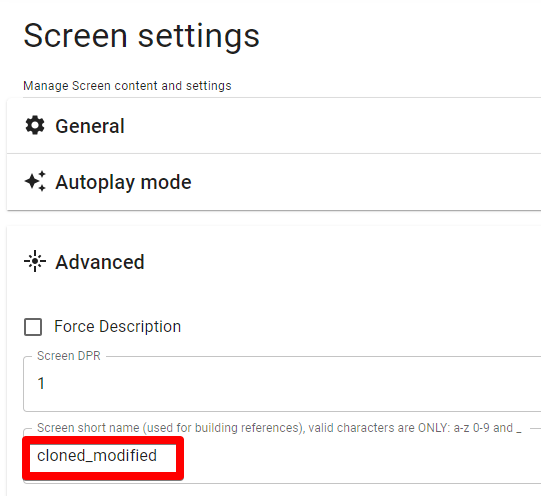 Screen settings
Manage Screen content and settings
General
Autoplay mode
Advanced
Force Description
Screen DPR
1
Screen short name (used for building references), valid characters are ONLY: a-z 0-9 and _
cloned_modified